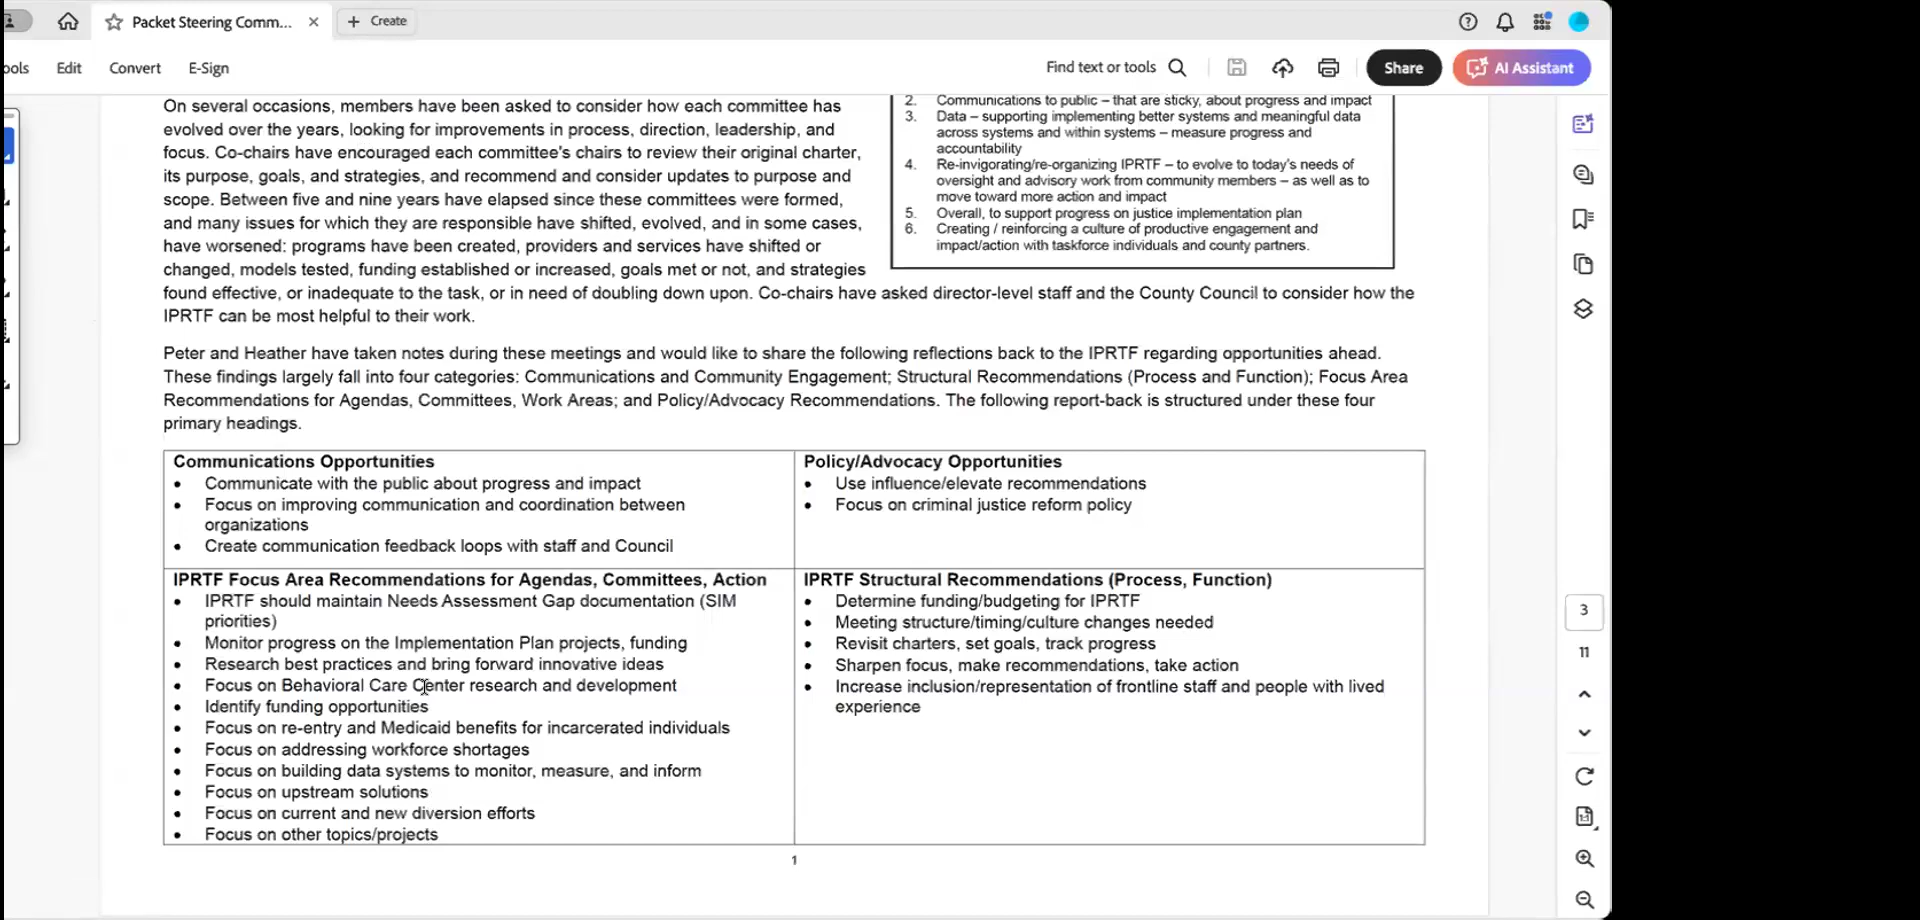 Packet Steering Comm...
Create
ools
Edit
Convert
E-Sign
Find text or tools
Share
AI Assistant
On several occasions, members have been asked to consider how each committee has
evolved over the years, looking for improvements in process, direction, leadership, and
focus. Co-chairs have encouraged each committee's chairs to review their original charter,
its purpose, goals, and strategies, and recommend and consider updates to purpose and
scope. Between five and nine years have elapsed since these committees were formed,
and many issues for which they are responsible have shifted, evolved, and in some cases,
have worsened: programs have been created, providers and services have shifted or
changed, models tested, funding established or increased, goals met or not, and strategies
found effective, or inadequate to the task, or in need of doubling down upon. Co-chairs have asked director-level staff and the County Council to consider how the
IPRTF can be most helpful to their work.
2. Communications to public – that are sticky, about progress and impact
3. Data – supporting implementing better systems and meaningful data
across systems and within systems – measure progress and
accountability
4. Re-invigorating/re-organizing IPRTF – to evolve to today's needs of
oversight and advisory work from community members – as well as to
move toward more action and impact
5. Overall, to support progress on justice implementation plan
6. Creating / reinforcing a culture of productive engagement and
impact/action with taskforce individuals and county partners.
Peter and Heather have taken notes during these meetings and would like to share the following reflections back to the IPRTF regarding opportunities ahead.
These findings largely fall into four categories: Communications and Community Engagement; Structural Recommendations (Process and Function); Focus Area
Recommendations for Agendas, Committees, Work Areas; and Policy/Advocacy Recommendations. The following report-back is structured under these four
primary headings.
Communications Opportunities
• Communicate with the public about progress and impact
• Focus on improving communication and coordination between
organizations
• Create communication feedback loops with staff and Council
Policy/Advocacy Opportunities
• Use influence/elevate recommendations
• Focus on criminal justice reform policy
IPRTF Focus Area Recommendations for Agendas, Committees, Action
• IPRTF should maintain Needs Assessment Gap documentation (SIM
priorities)
• Monitor progress on the Implementation Plan projects, funding
• Research best practices and bring forward innovative ideas
• Focus on Behavioral Care Center research and development
• Identify funding opportunities
• Focus on re-entry and Medicaid benefits for incarcerated individuals
• Focus on addressing workforce shortages
• Focus on building data systems to monitor, measure, and inform
• Focus on upstream solutions
• Focus on current and new diversion efforts
• Focus on other topics/projects
IPRTF Structural Recommendations (Process, Function)
• Determine funding/budgeting for IPRTF
• Meeting structure/timing/culture changes needed
• Revisit charters, set goals, track progress
• Sharpen focus, make recommendations, take action
• Increase inclusion/representation of frontline staff and people with lived
experience
1
3
11